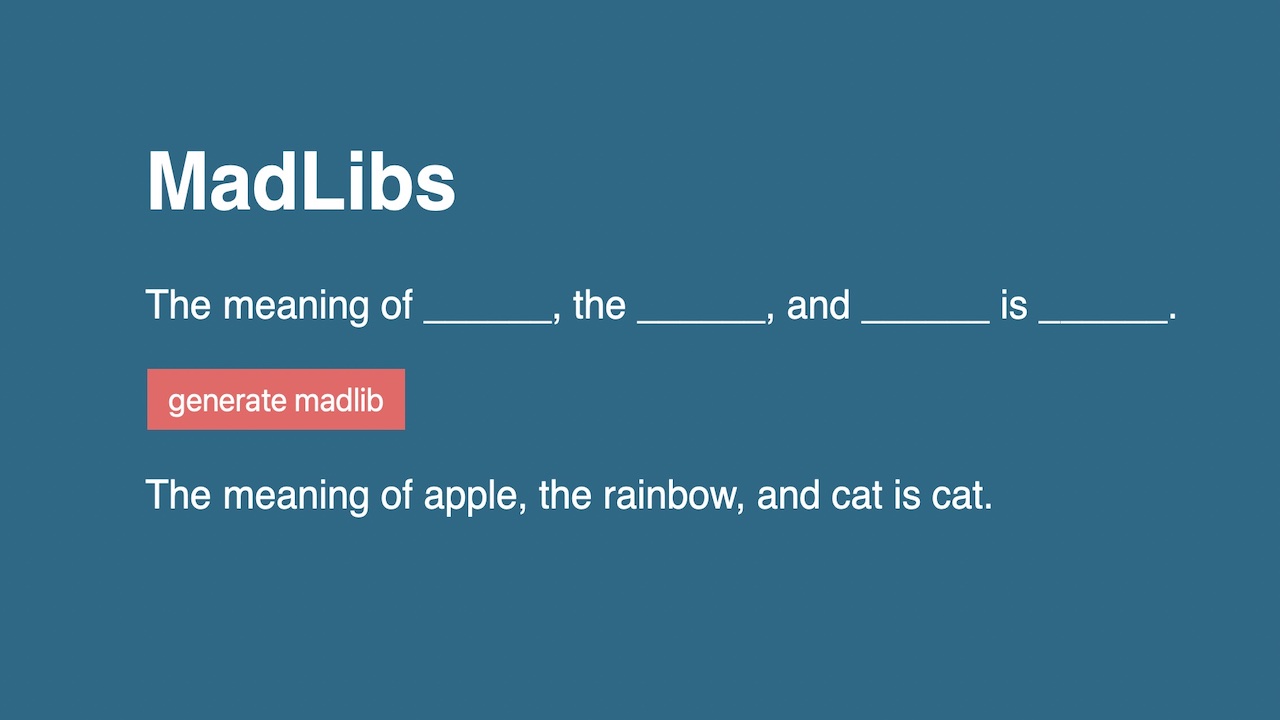 MadLibs
The meaning of ______, the ______, and ______ is ______.
generate madlib
The meaning of apple, the rainbow, and cat is cat.